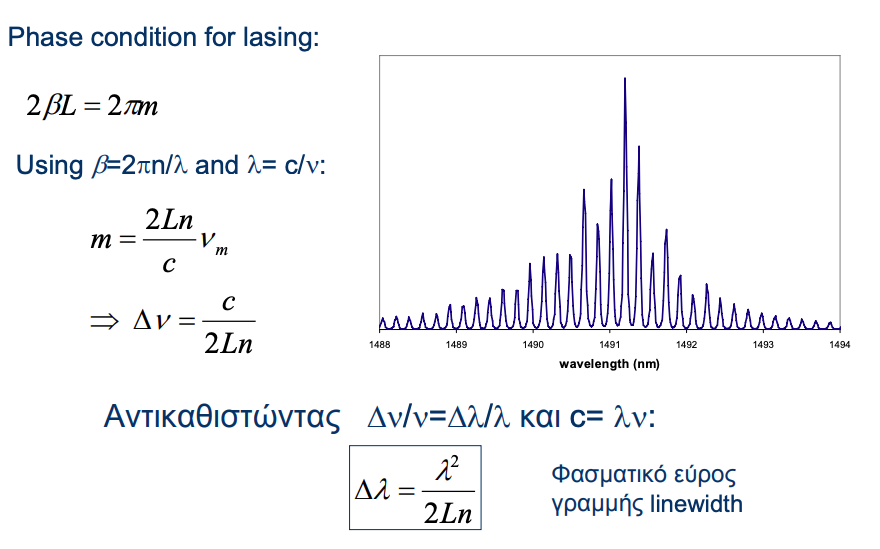 Phase condition for lasing:
2βL = 2πm
Using β=2πn/λ and λ= c/ν:
m = 2Ln/c ν_m
⇒ Δν = c/2Ln
1488 1489 1490 1491 1492 1493 1494
wavelength (nm)
Αντικαθιστώντας Δν/ν=Δλ/λ και c= λν:
Δλ = λ²/2Ln
Φασματικό εύρος
γραμμής linewidth